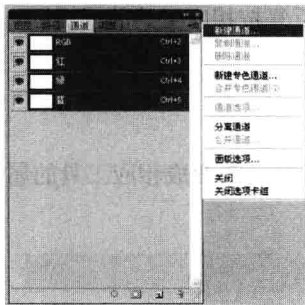 通道
RGB Ctrl+2
红 Ctrl+3
绿 Ctrl+4
蓝 Ctrl+5
新建通道...
复制通道...
删除通道
新建专色通道...
合并专色通道(G)
通道选项...
分离通道
合并通道...
面板选项...
关闭
关闭选项卡组